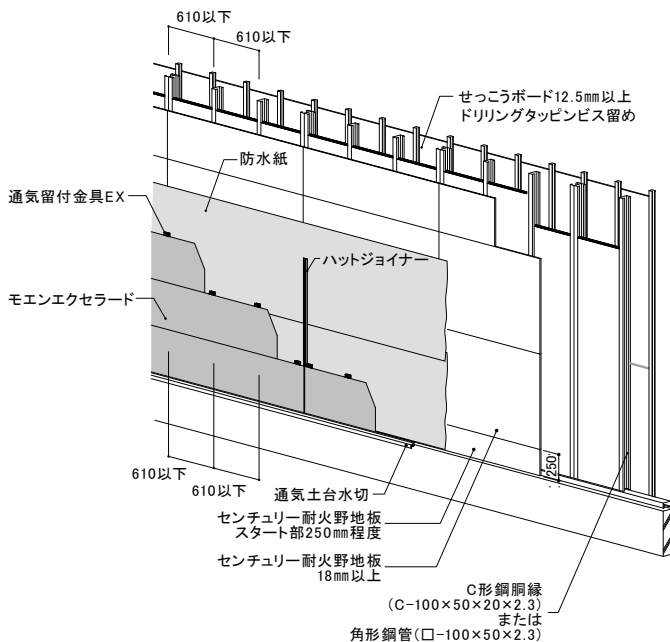 610以下
610以下
せっこうボード12.5mm以上
ドリリングタッピンビス留め
防水紙
通気留付金具EX
ハットジョイナー
モエンエクセラード
610以下
610以下
250
通気土台水切
センチュリー耐火野地板
スタート部250mm程度
センチュリー耐火野地板
18mm以上
C形鋼胴縁
(C-100×50×20×2.3)
または
角形鋼管(□-100×50×2.3)